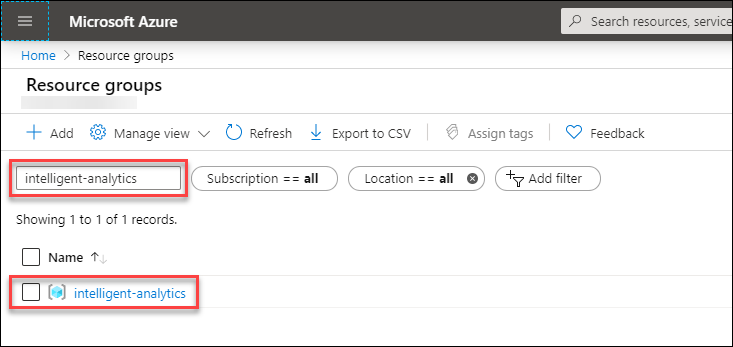 Microsoft Azure
Search resources, service
Home > Resource groups
Resource groups
Add Manage view Refresh Export to CSV Assign tags Feedback
intelligent-analytics Subscription == all Location == all Add filter
Showing 1 to 1 of 1 records.
Name ↑↓
intelligent-analytics